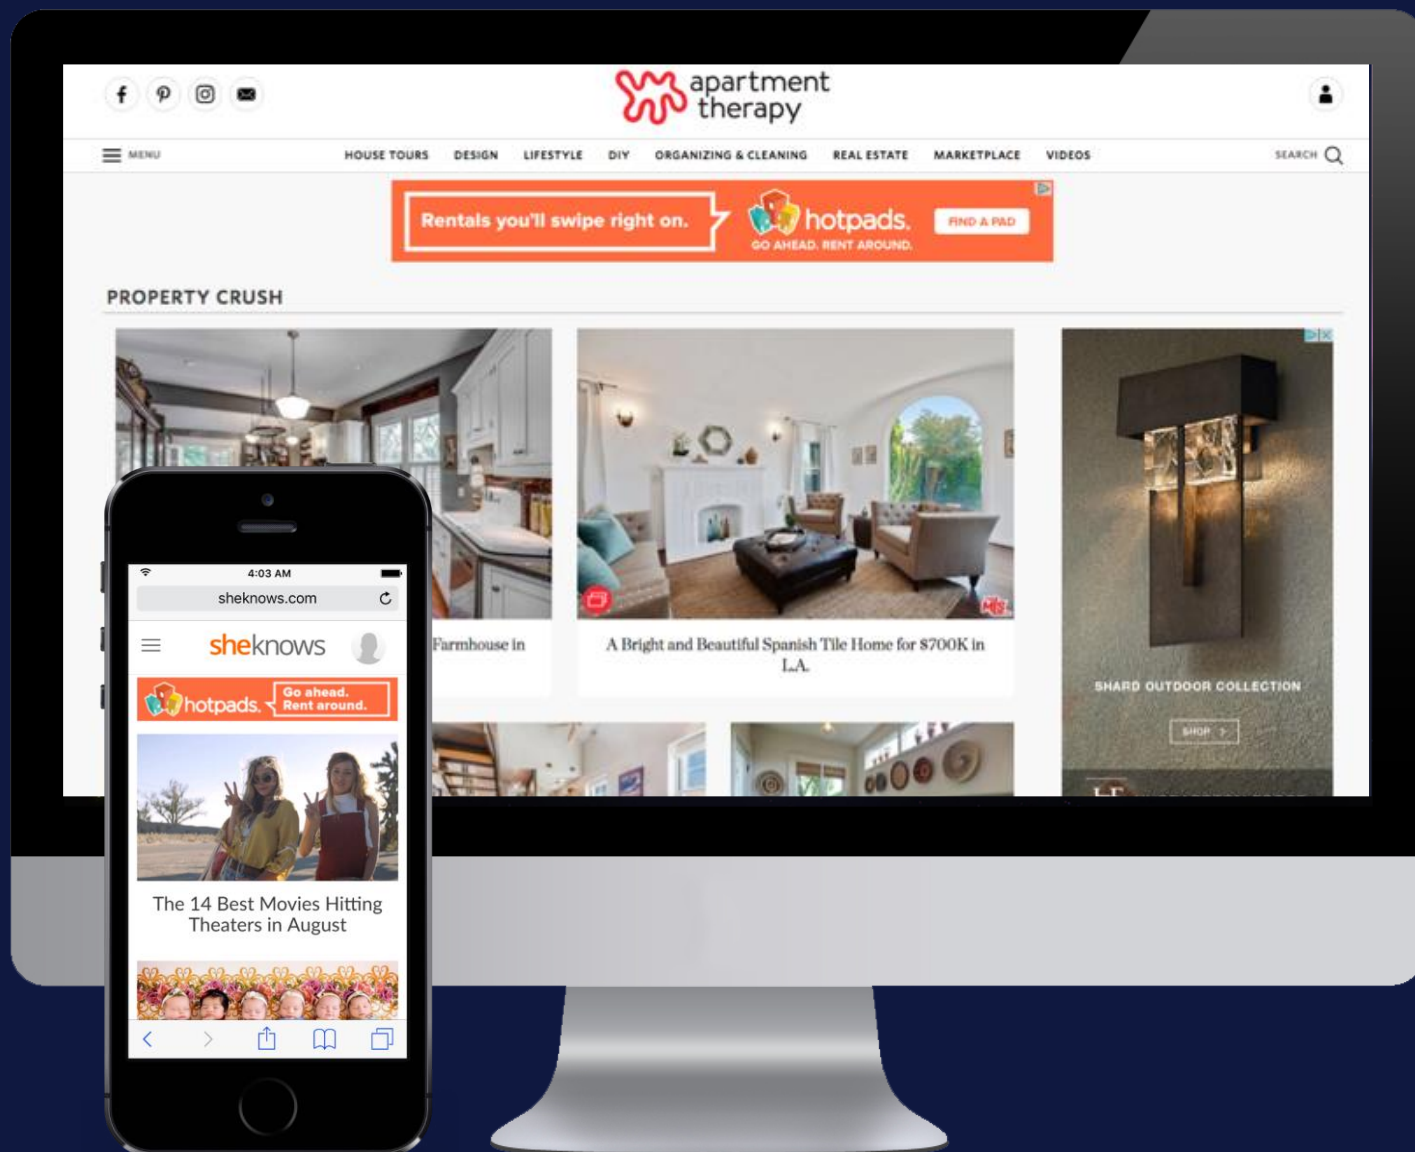 apartment
therapy
MENU
HOUSE TOURS DESIGN LIFESTYLE DIY ORGANIZING & CLEANING REAL ESTATE MARKETPLACE VIDEOS
SEARCH
Rentals you'll swipe right on.
hotpads.
GO AHEAD. RENT AROUND.
FIND A PAD
PROPERTY CRUSH
Farmhouse in
A Bright and Beautiful Spanish Tile Home for $700K in
L.A.
SHARD OUTDOOR COLLECTION
SHOP >
4:03 AM
sheknows.com
sheknows
hotpads.
Go ahead.
Rent around.
The 14 Best Movies Hitting
Theaters in August